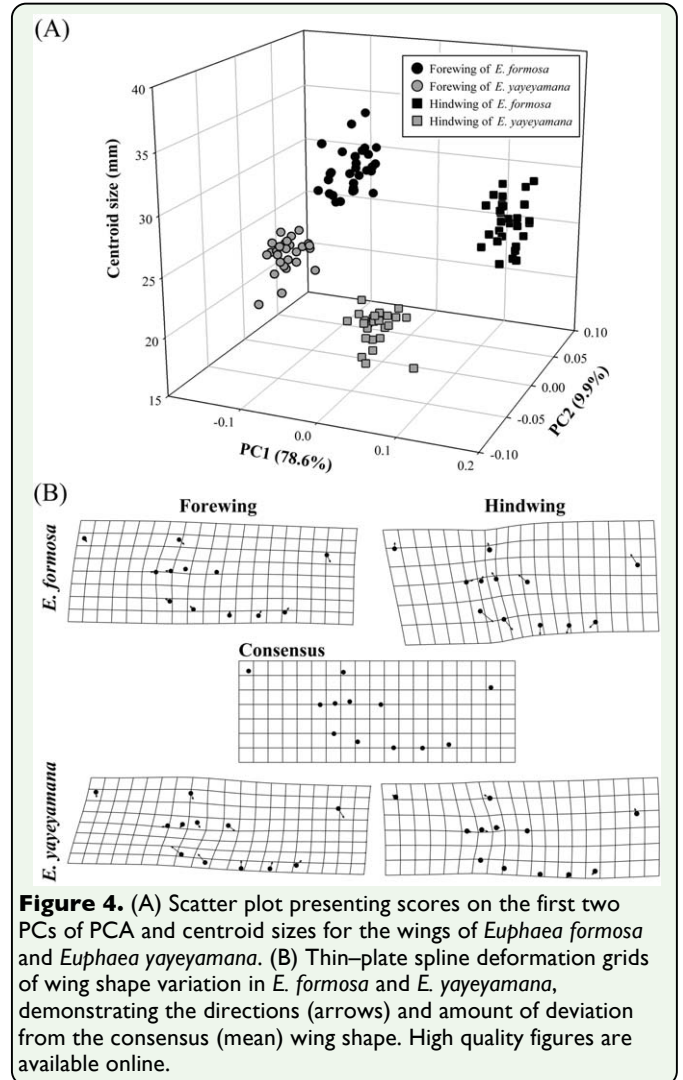 (A)
Forewing of E. formosa
Forewing of E. yayeyamana
Hindwing of E. formosa
Hindwing of E. yayeyamana
Centroid size (mm)
40
35
30
25
20
15
-0.1
0.0
0.1
0.2
PC1 (78.6%)
-0.10
-0.05
0.00
0.05
0.10
PC2 (9.9%)
(B)
Forewing
Hindwing
E. formosa
Consensus
E. yayeyamana
Figure 4. (A) Scatter plot presenting scores on the first two
PCs of PCA and centroid sizes for the wings of Euphaea formosa
and Euphaea yayeyamana. (B) Thin–plate spline deformation grids
of wing shape variation in E. formosa and E. yayeyamana,
demonstrating the directions (arrows) and amount of deviation
from the consensus (mean) wing shape. High quality figures are
available online.